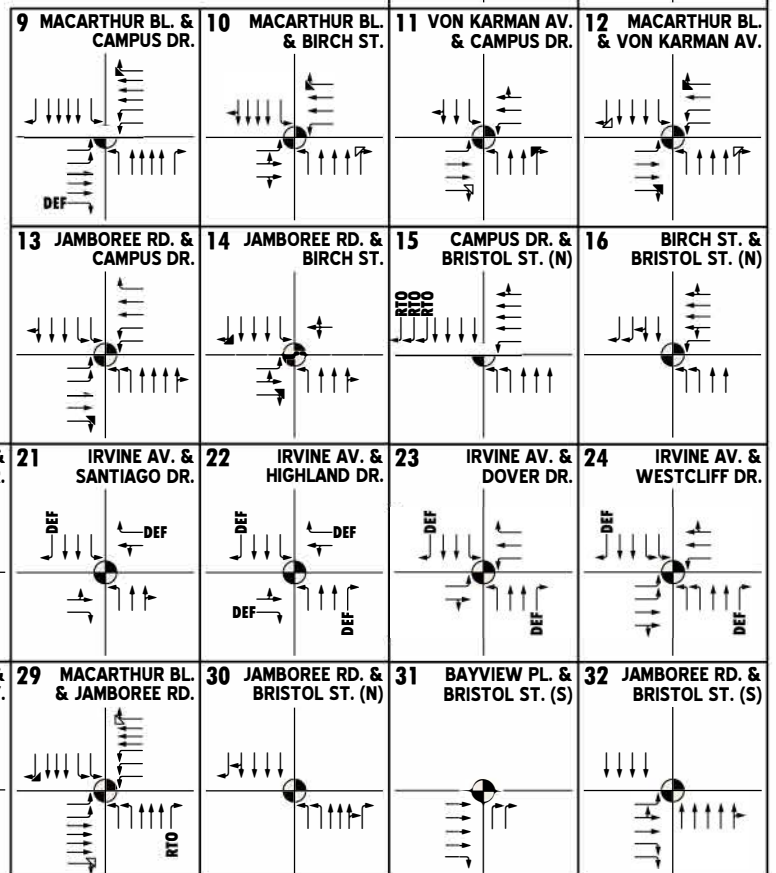 9 MACARTHUR BL. &
CAMPUS DR.
DEF
10 MACARTHUR BL.
& BIRCH ST.
11 VON KARMAN AV.
& CAMPUS DR.
12 MACARTHUR BL.
& VON KARMAN AV.
13 JAMBOREE RD. &
CAMPUS DR.
14 JAMBOREE RD. &
BIRCH ST.
15 CAMPUS DR. &
BRISTOL ST. (N)
RTO
RTO
RTO
16 BIRCH ST. &
BRISTOL ST. (N)
&
R.
21 IRVINE AV. &
SANTIAGO DR.
DEF
DEF
22 IRVINE AV. &
HIGHLAND DR.
DEF
DEF
DEF
DEF
23 IRVINE AV. &
DOVER DR.
DEF
DEF
24 IRVINE AV. &
WESTCLIFF DR.
DEF
DEF
&
29 MACARTHUR BL.
& JAMBOREE RD.
RTO
30 JAMBOREE RD. &
BRISTOL ST. (N)
31 BAYVIEW PL. &
BRISTOL ST. (S)
32 JAMBOREE RD. &
BRISTOL ST. (S)